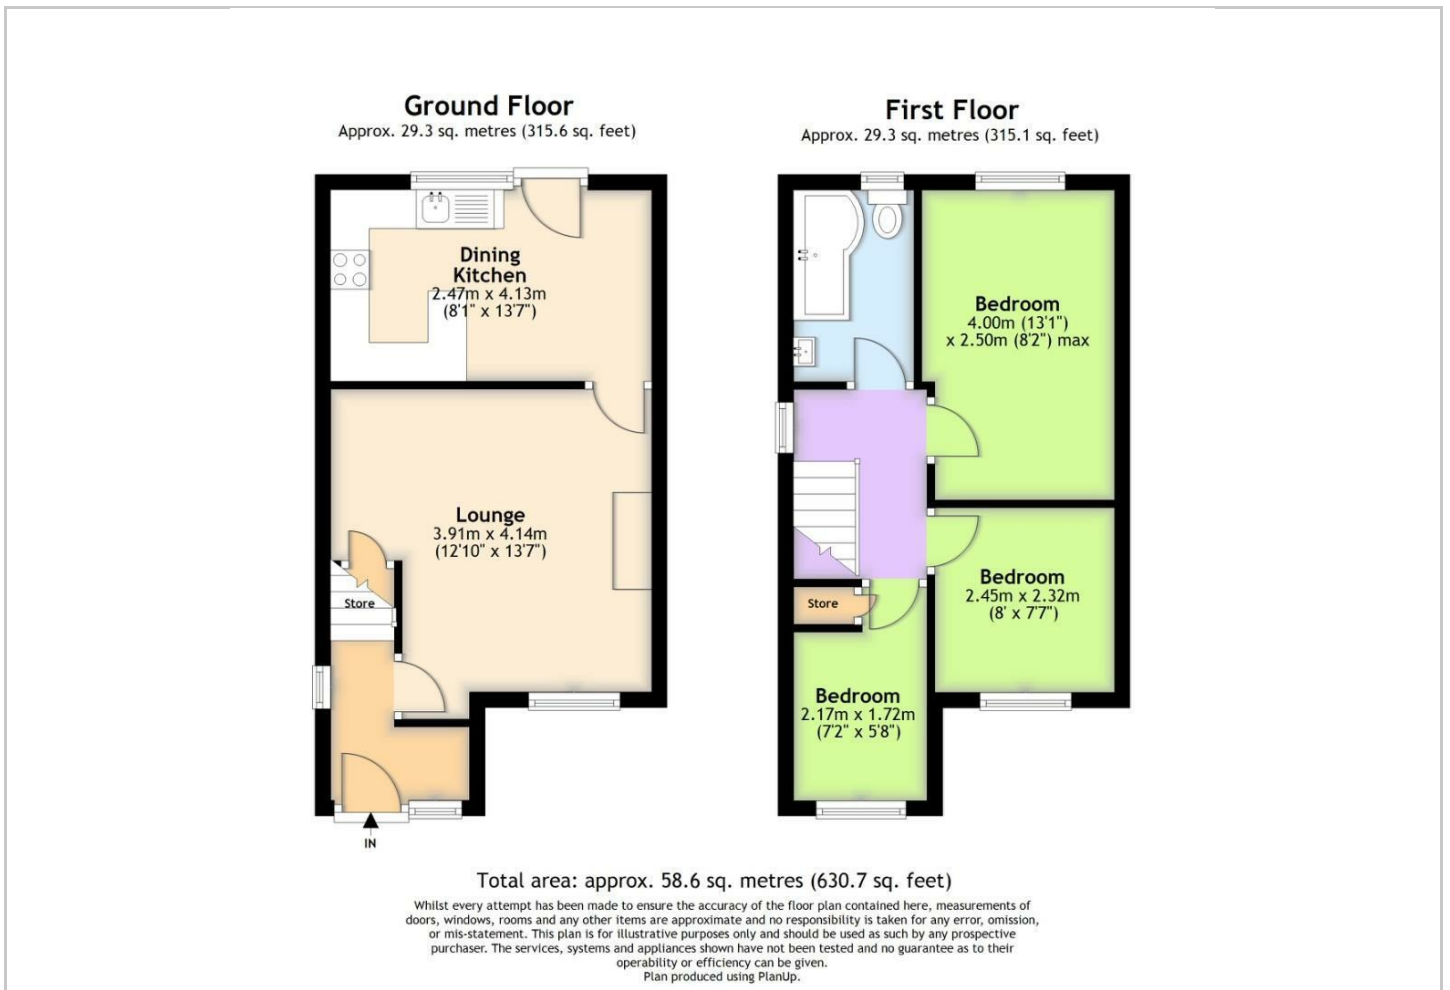 Ground Floor
Approx. 29.3 sq. metres (315.6 sq. feet)
Dining
Kitchen
2.47m x 4.13m
(8'1" x 13'7")
Lounge
3.91m x 4.14m
(12'10" x 13'7")
Store
IN
First Floor
Approx. 29.3 sq. metres (315.1 sq. feet)
Bedroom
4.00m (13'1")
x 2.50m (8'2") max
Bedroom
2.45m x 2.32m
(8' x 7'7")
Store
Bedroom
2.17m x 1.72m
(7'2" x 5'8")
Total area: approx. 58.6 sq. metres (630.7 sq. feet)
Whilst every attempt has been made to ensure the accuracy of the floor plan contained here, measurements of
doors, windows, rooms and any other items are approximate and no responsibility is taken for any error, omission,
or mis-statement. This plan is for illustrative purposes only and should be used as such by any prospective
purchaser. The services, systems and appliances shown have not been tested and no guarantee as to their
operability or efficiency can be given.
Plan produced using PlanUp.